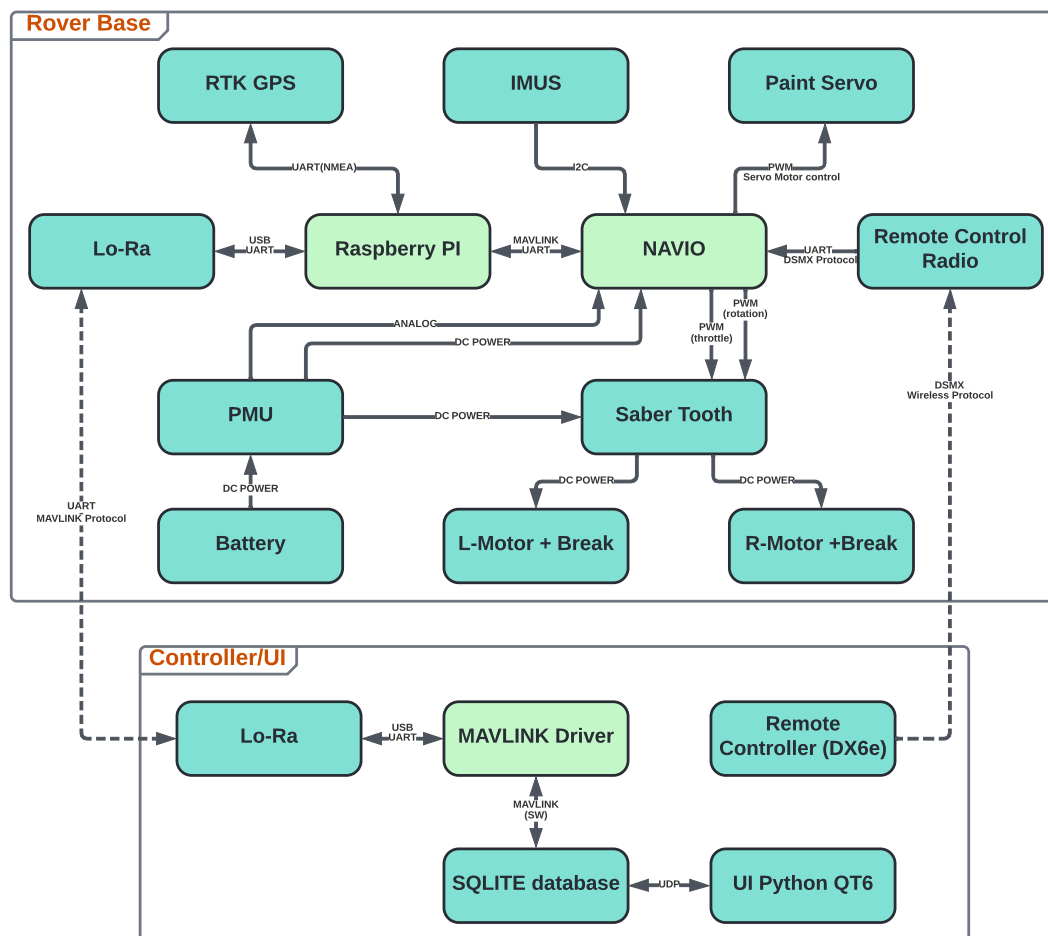 Rover Base
RTK GPS
IMUS
Paint Servo
UART(NMEA)
I2C
PWM
Servo Motor control
Lo-Ra
USB
UART
Raspberry PI
MAVLINK
UART
NAVIO
UART
DSMX Protocol
Remote Control
Radio
ANALOG
DC POWER
PWM
(throttle)
PWM
(rotation)
DSMX
Wireless Protocol
PMU
DC POWER
Saber Tooth
DC POWER
DC POWER
DC POWER
UART
MAVLINK Protocol
Battery
L-Motor + Break
R-Motor +Break
Controller/UI
Lo-Ra
USB
UART
MAVLINK Driver
Remote
Controller (DX6e)
MAVLINK
(SW)
SQLITE database
UDP
UI Python QT6